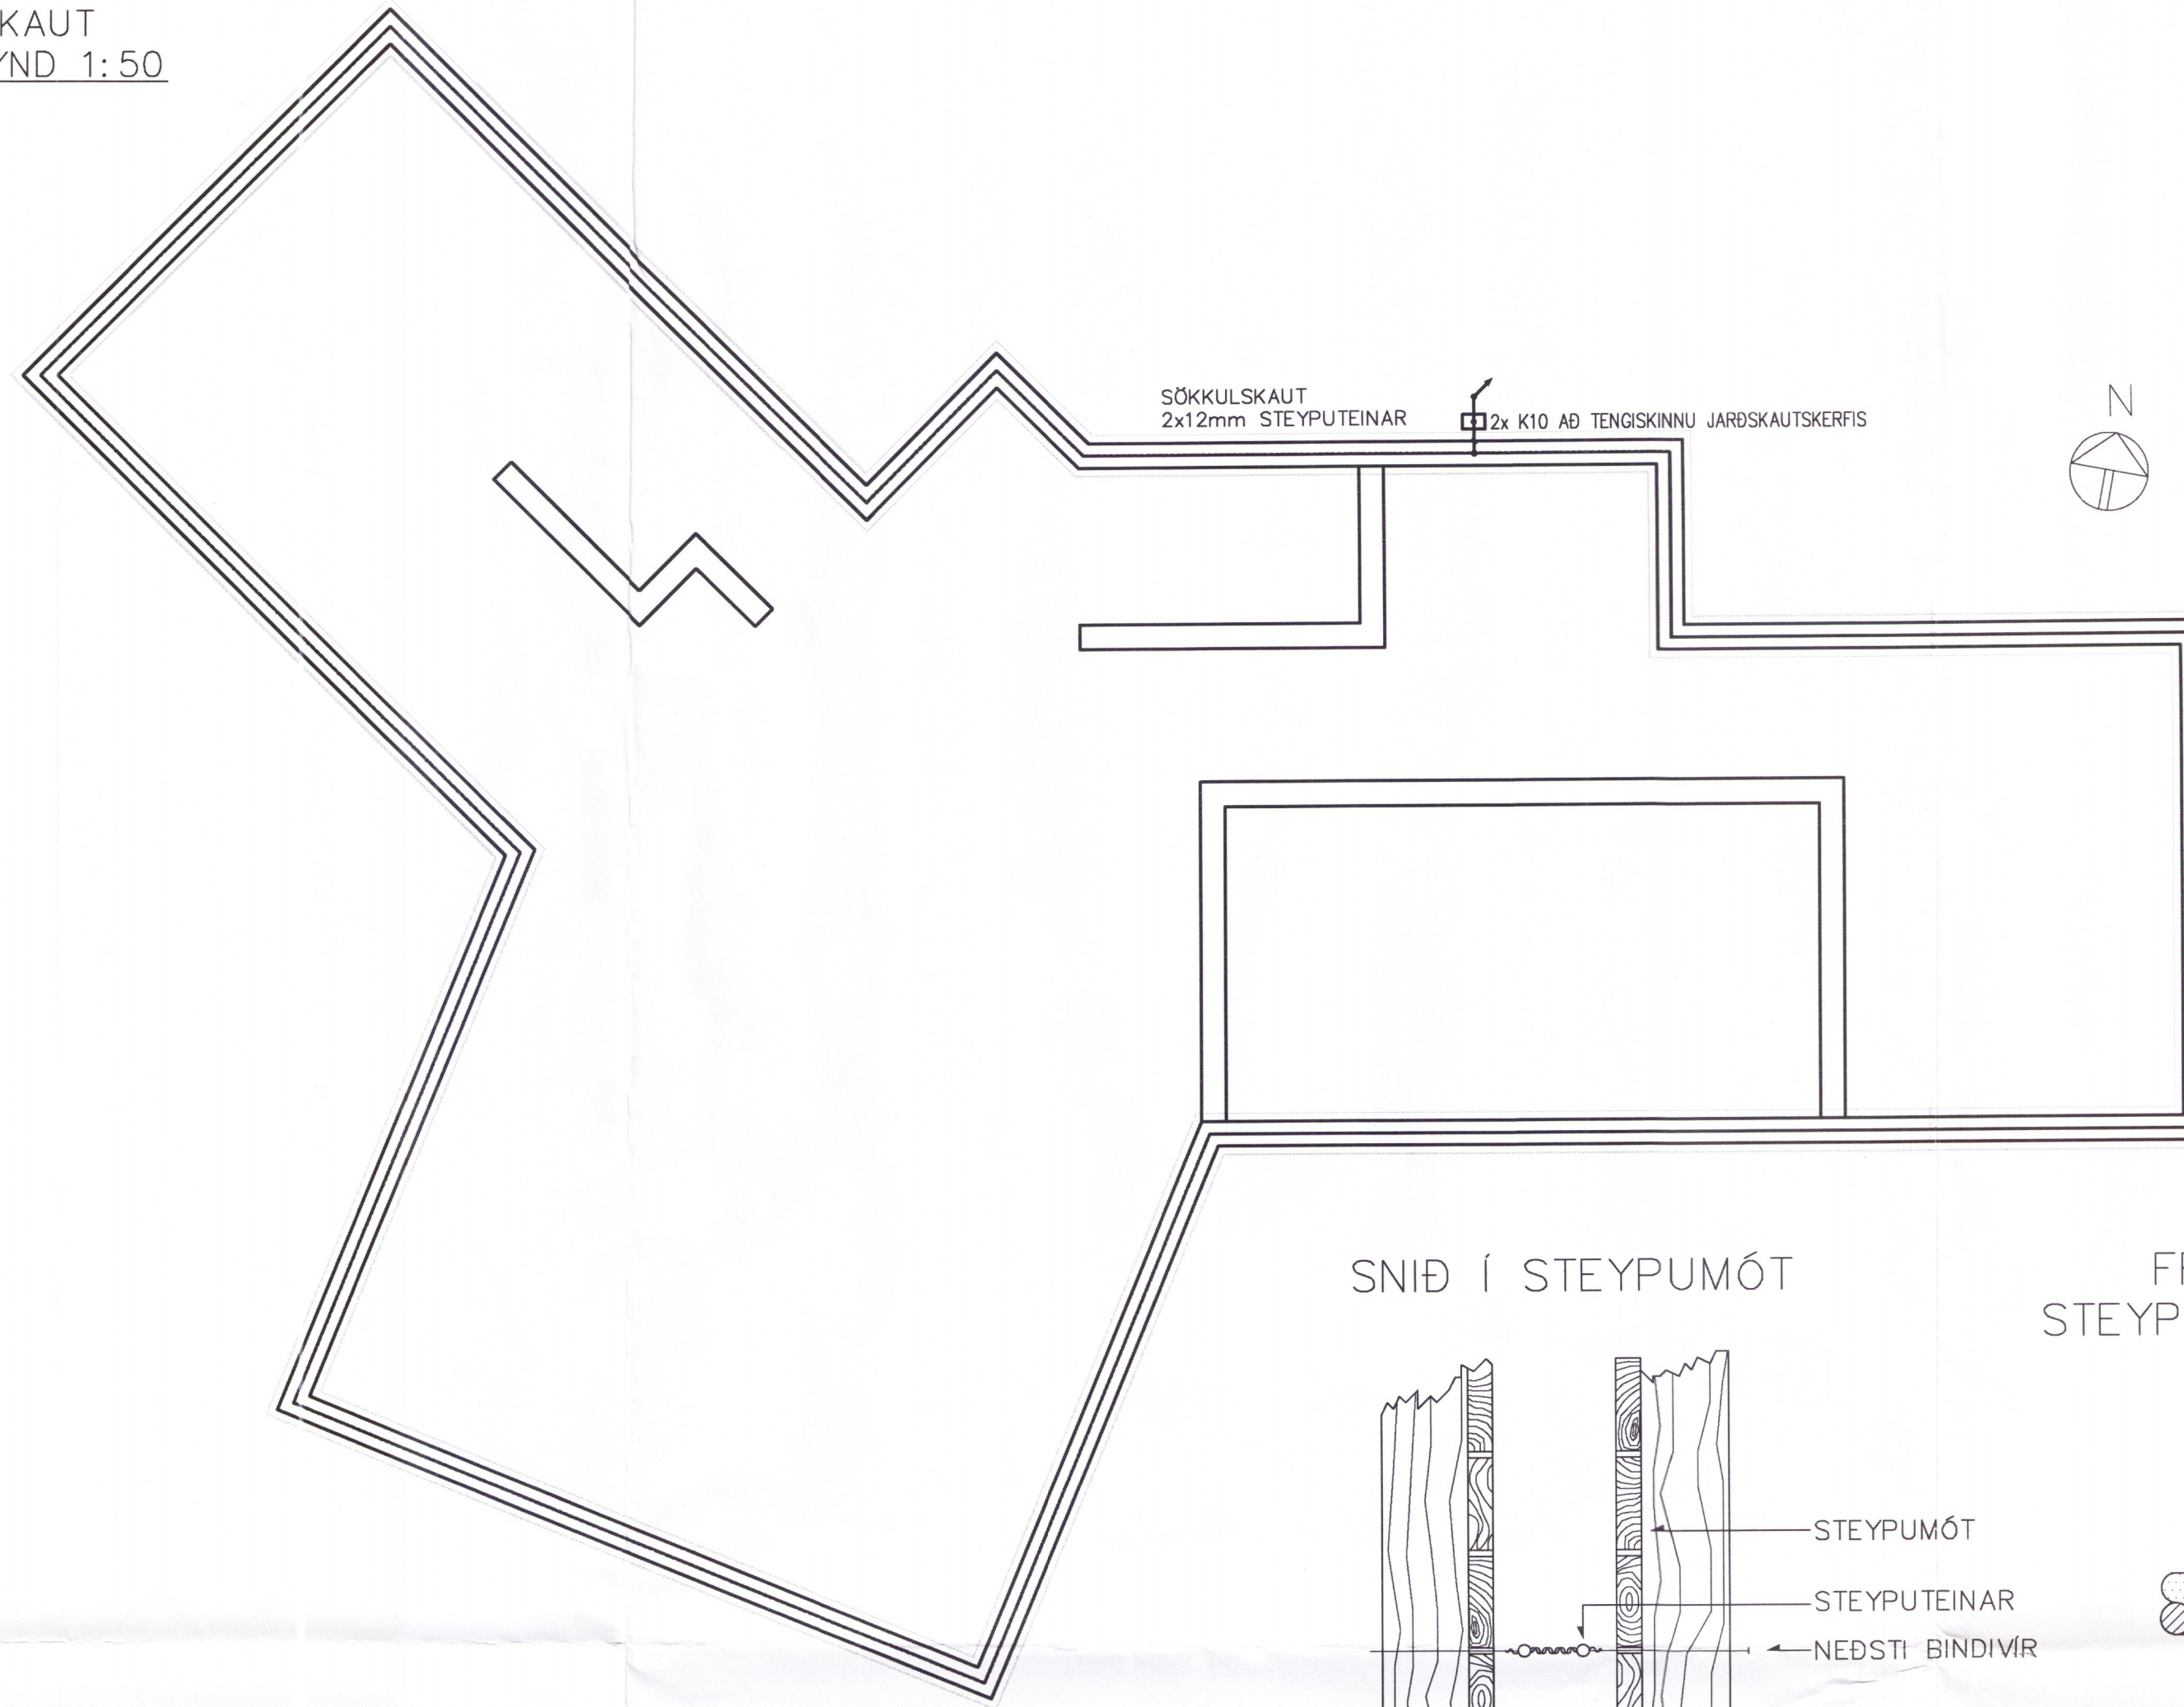 KAUT
YND 1:50
SÖKKULSKAUT
2x12mm STEYPUTEINAR
2x K10 AÐ TENGISKINNU JARÐSKAUTSKERFIS
N
SNIÐ Í STEYPUMÓT
STEYP
STEYPUMÓT
STEYPUTEINAR
NEÐSTI BINDIVÍR